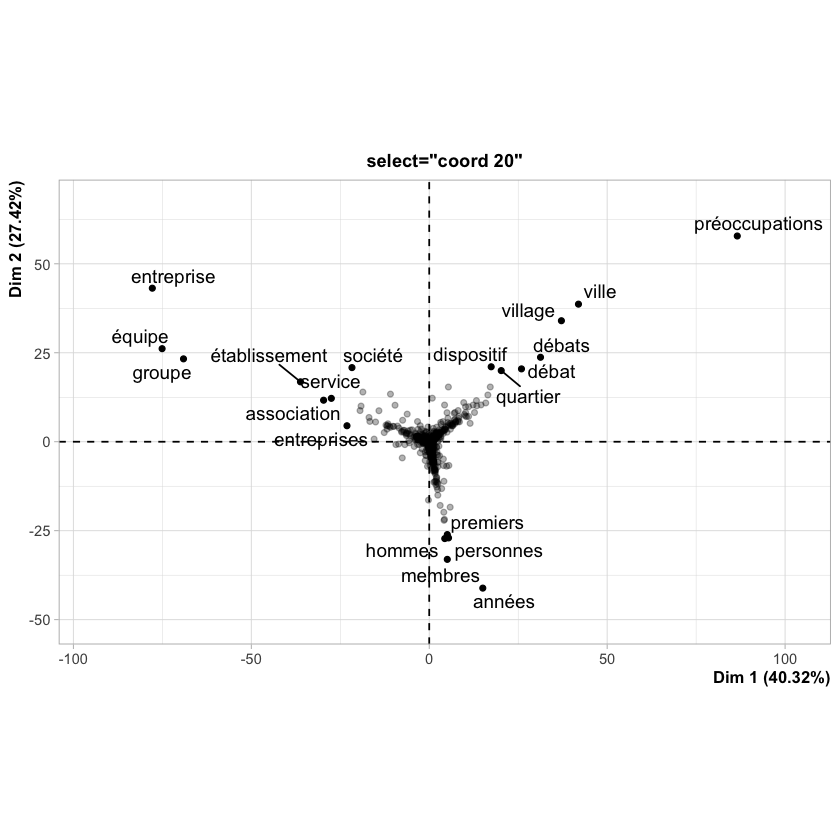 select="coord 20"
Dim 2 (27.42%)
préoccupations
entreprise
ville
village
équipe
débats
établissement
société
dispositif
groupe
débat
service
quartier
association
entreprises
premiers
hommes
personnes
membres
années
50
25
0
-25
-50
-100
-50
0
50
100
Dim 1 (40.32%)